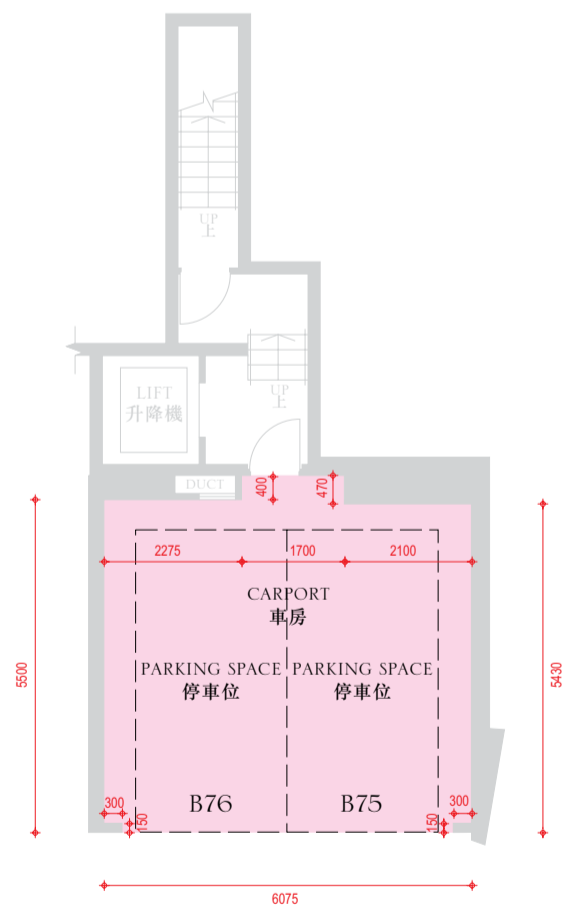 UP
上
LIFT
升降機
UP
上
DUCT
400
470
2275
1700
2100
CARPORT
車房
5500
5430
PARKING SPACE
停車位
PARKING SPACE
停車位
300
150
B76
B75
150
300
6075